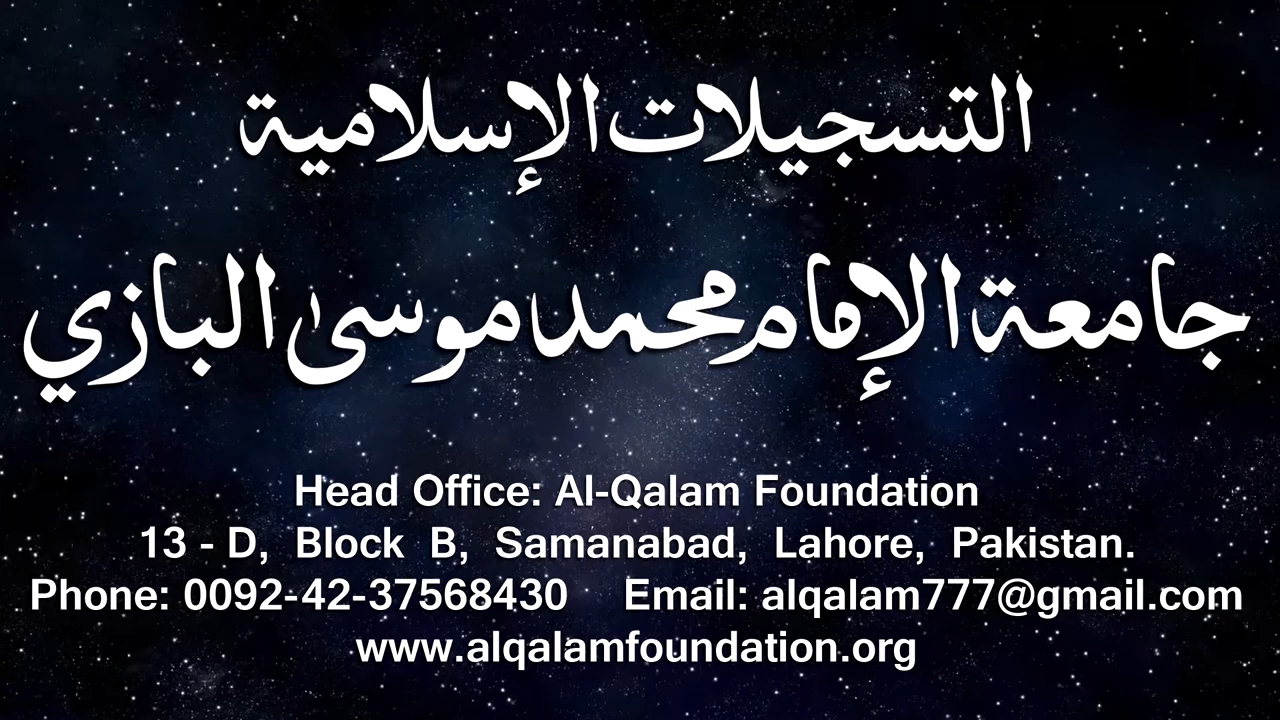 التسجيلات الإسلامية
جامعة الإمام محمد موسىٰ البازي
Head Office: Al-Qalam Foundation
13 - D, Block B, Samanabad, Lahore, Pakistan.
Phone: 0092-42-37568430 Email: alqalam777@gmail.com
www.alqalamfoundation.org